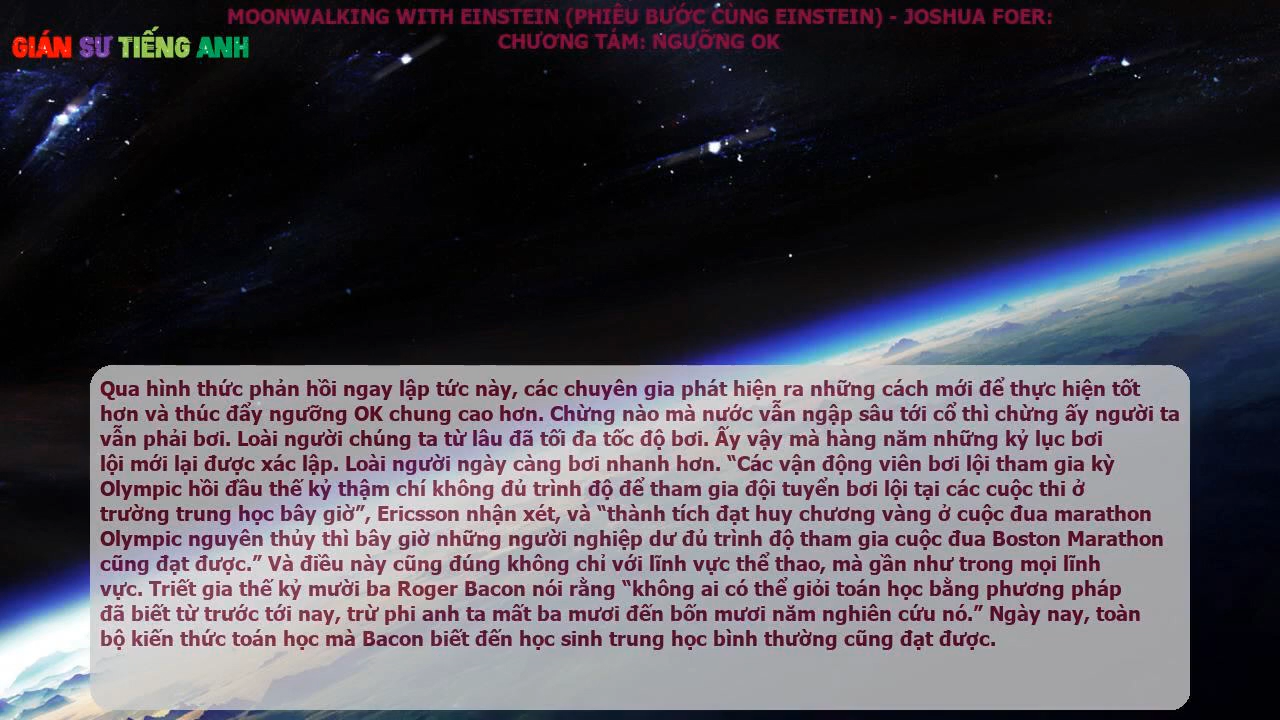 MOONWALKING WITH EINSTEIN (PHIÊU BƯỚC CÙNG EINSTEIN) - JOSHUA FOER:
CHƯƠNG TÁM: NGƯỠNG OK
GIÁN SỨ TIẾNG ANH
Qua hình thức phản hồi ngay lập tức này, các chuyên gia phát hiện ra những cách mới để thực hiện tốt
hơn và thúc đẩy ngưỡng OK chung cao hơn. Chừng nào mà nước vẫn ngập sâu tới cổ thì chừng ấy người ta
vẫn phải bơi. Loài người chúng ta từ lâu đã tối đa tốc độ bơi. Ấy vậy mà hàng năm những kỷ lục bơi
lội mới lại được xác lập. Loài người ngày càng bơi nhanh hơn. “Các vận động viên bơi lội tham gia kỳ
Olympic hồi đầu thế kỷ thậm chí không đủ trình độ để tham gia đội tuyển bơi lội tại các cuộc thi ở
trường trung học bây giờ”, Ericsson nhận xét, và “thành tích đạt huy chương vàng ở cuộc đua marathon
Olympic nguyên thủy thì bây giờ những người nghiệp dư đủ trình độ tham gia cuộc đua Boston Marathon
cũng đạt được.” Và điều này cũng đúng không chỉ với lĩnh vực thể thao, mà gần như trong mọi lĩnh
vực. Triết gia thế kỷ mười ba Roger Bacon nói rằng “không ai có thể giỏi toán học bằng phương pháp
đã biết từ trước tới nay, trừ phi anh ta mất ba mươi đến bốn mươi năm nghiên cứu nó.” Ngày nay, toàn
bộ kiến thức toán học mà Bacon biết đến học sinh trung học bình thường cũng đạt được.